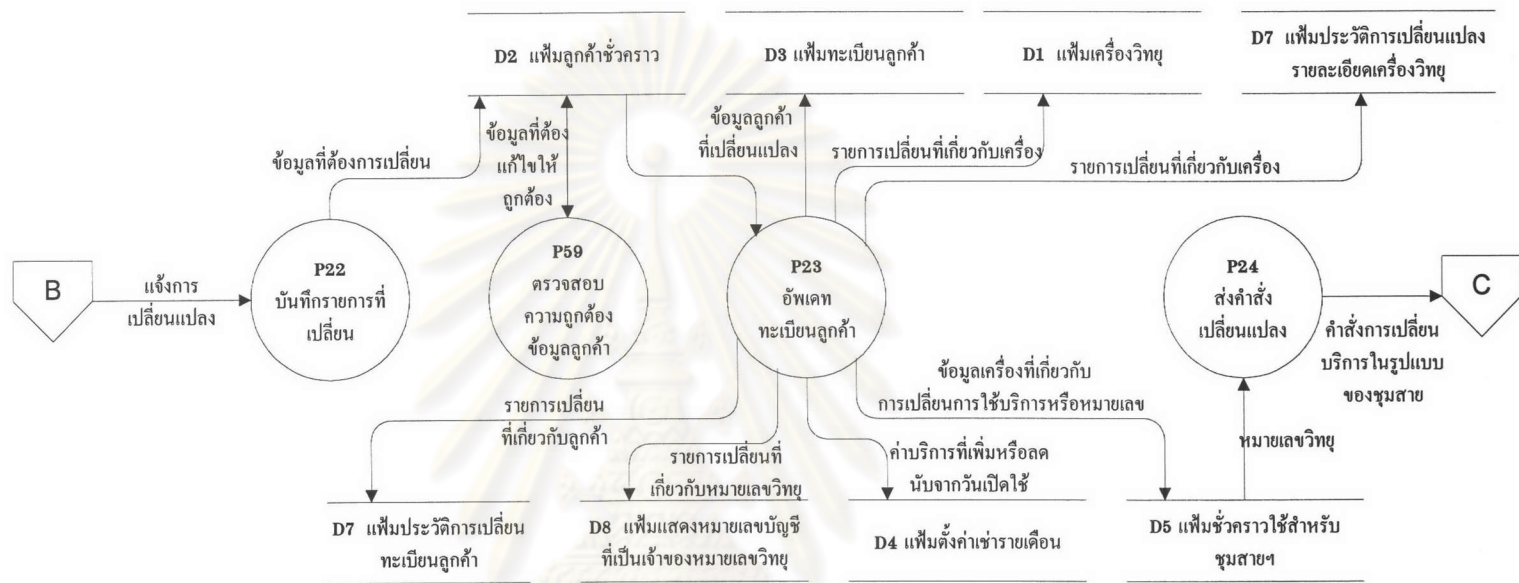 D2 แฟ้มลูกค้าชั่วคราว
D3 แฟ้มทะเบียนลูกค้า
D1 แฟ้มเครื่องวิทยุ
D7 แฟ้มประวัติการเปลี่ยนแปลง
รายละเอียดเครื่องวิทยุ
ข้อมูลที่ต้องการเปลี่ยน
ข้อมูลที่ต้อง
แก้ไขให้
ถูกต้อง
ข้อมูลลูกค้า
ที่เปลี่ยนแปลง
รายการเปลี่ยนที่เกี่ยวกับเครื่อง
รายการเปลี่ยนที่เกี่ยวกับเครื่อง
B
แจ้งการ
เปลี่ยนแปลง
P22
บันทึกรายการที่
เปลี่ยน
P59
ตรวจสอบ
ความถูกต้อง
ข้อมูลลูกค้า
P23
อัพเดท
ทะเบียนลูกค้า
P24
ส่งคำสั่ง
เปลี่ยนแปลง
C
คำสั่งการเปลี่ยน
บริการในรูปแบบ
ของชุมสาย
รายการเปลี่ยน
ที่เกี่ยวกับลูกค้า
รายการเปลี่ยนที่
เกี่ยวกับหมายเลขวิทยุ
ค่าบริการที่เพิ่มหรือลด
นับจากวันเปิดใช้
ข้อมูลเครื่องที่เกี่ยวกับ
การเปลี่ยนการใช้บริการหรือหมายเลข
หมายเลขวิทยุ
D7 แฟ้มประวัติการเปลี่ยน
ทะเบียนลูกค้า
D8 แฟ้มแสดงหมายเลขบัญชี
ที่เป็นเจ้าของหมายเลขวิทยุ
D4 แฟ้มตั้งค่าเช่ารายเดือน
D5 แฟ้มชั่วคราวใช้สำหรับ
ชุมสายฯ